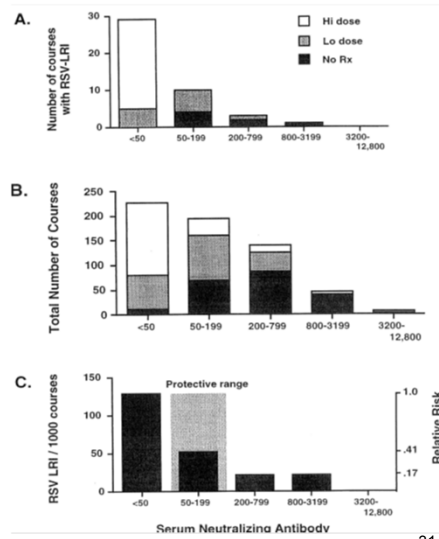 A.
Number of courses
with RSV-LRI
30
20
10
0
Hi dose
Lo dose
No Rx
<50
50-199
200-799
800-3199
3200-
12,800
B.
Total Number of Courses
250
200
150
100
50
0
<50
50-199
200-799
800-3199
3200-
12,800
C.
RSV LRI / 1000 courses
150
100
50
0
Protective range
1.0
.41
.17
Relative Risk
<50
50-199
200-799
800-3199
3200-
12,800
Serum Neutralizing Antibody